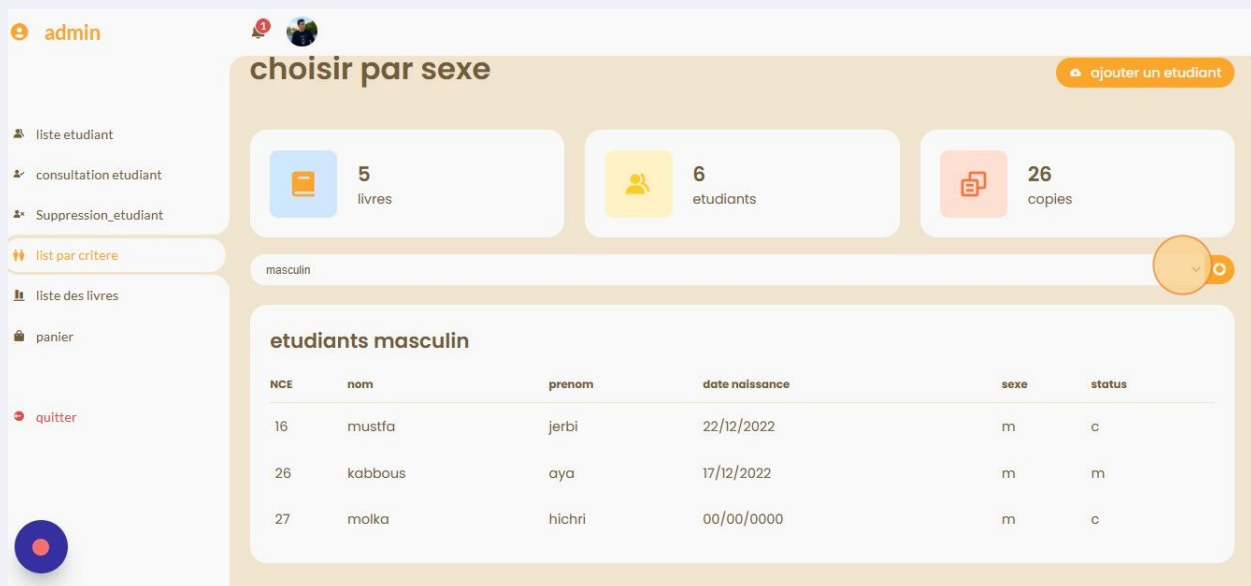 admin
1
choisir par sexe
ajouter un etudiant
liste etudiant
consultation etudiant
Suppression_etudiant
list par critere
liste des livres
panier
quitter
5
livres
6
etudiants
26
copies
masculin
etudiants masculin
NCE nom prenom date naissance sexe status
16 mustfa jerbi 22/12/2022 m c
26 kabbous aya 17/12/2022 m m
27 molka hichri 00/00/0000 m c